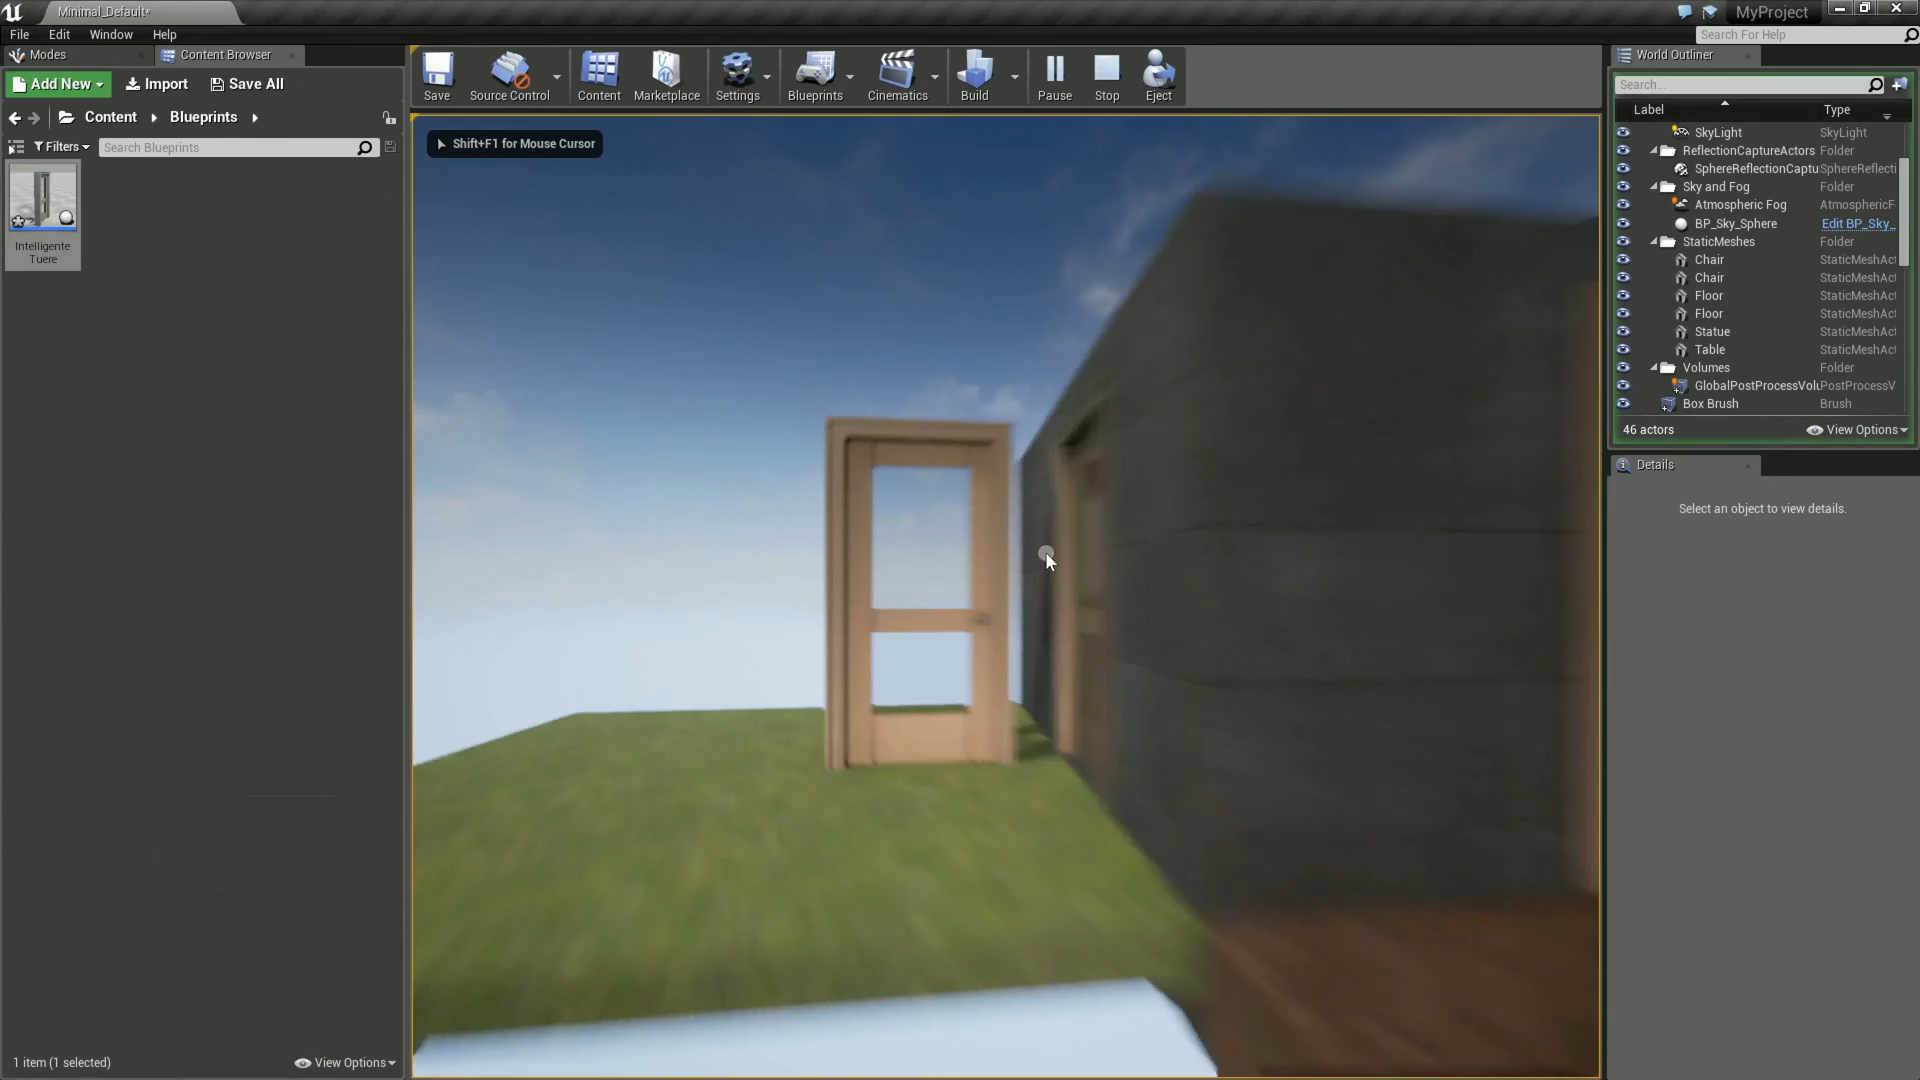 Minimal_Default*
MyProject
File Edit Window Help
Search For Help
Modes
Content Browser
Add New
Import
Save All
Content
Blueprints
Filters
Search Blueprints
Intelligente
Tuere
1 item (1 selected)
View Options
Save
Source Control
Content
Marketplace
Settings
Blueprints
Cinematics
Build
Pause
Stop
Eject
Shift+F1 for Mouse Cursor
World Outliner
Search...
Label Type
SkyLight SkyLight
ReflectionCaptureActors Folder
SphereReflectionCaptu SphereReflecti
Sky and Fog Folder
Atmospheric Fog AtmosphericF
BP_Sky_Sphere Edit BP_Sky_
StaticMeshes Folder
Chair StaticMeshAct
Chair StaticMeshAct
Floor StaticMeshAct
Floor StaticMeshAct
Statue StaticMeshAct
Table StaticMeshAct
Volumes Folder
GlobalPostProcessVolu PostProcessV
Box Brush Brush
46 actors
View Options
Details
Select an object to view details.